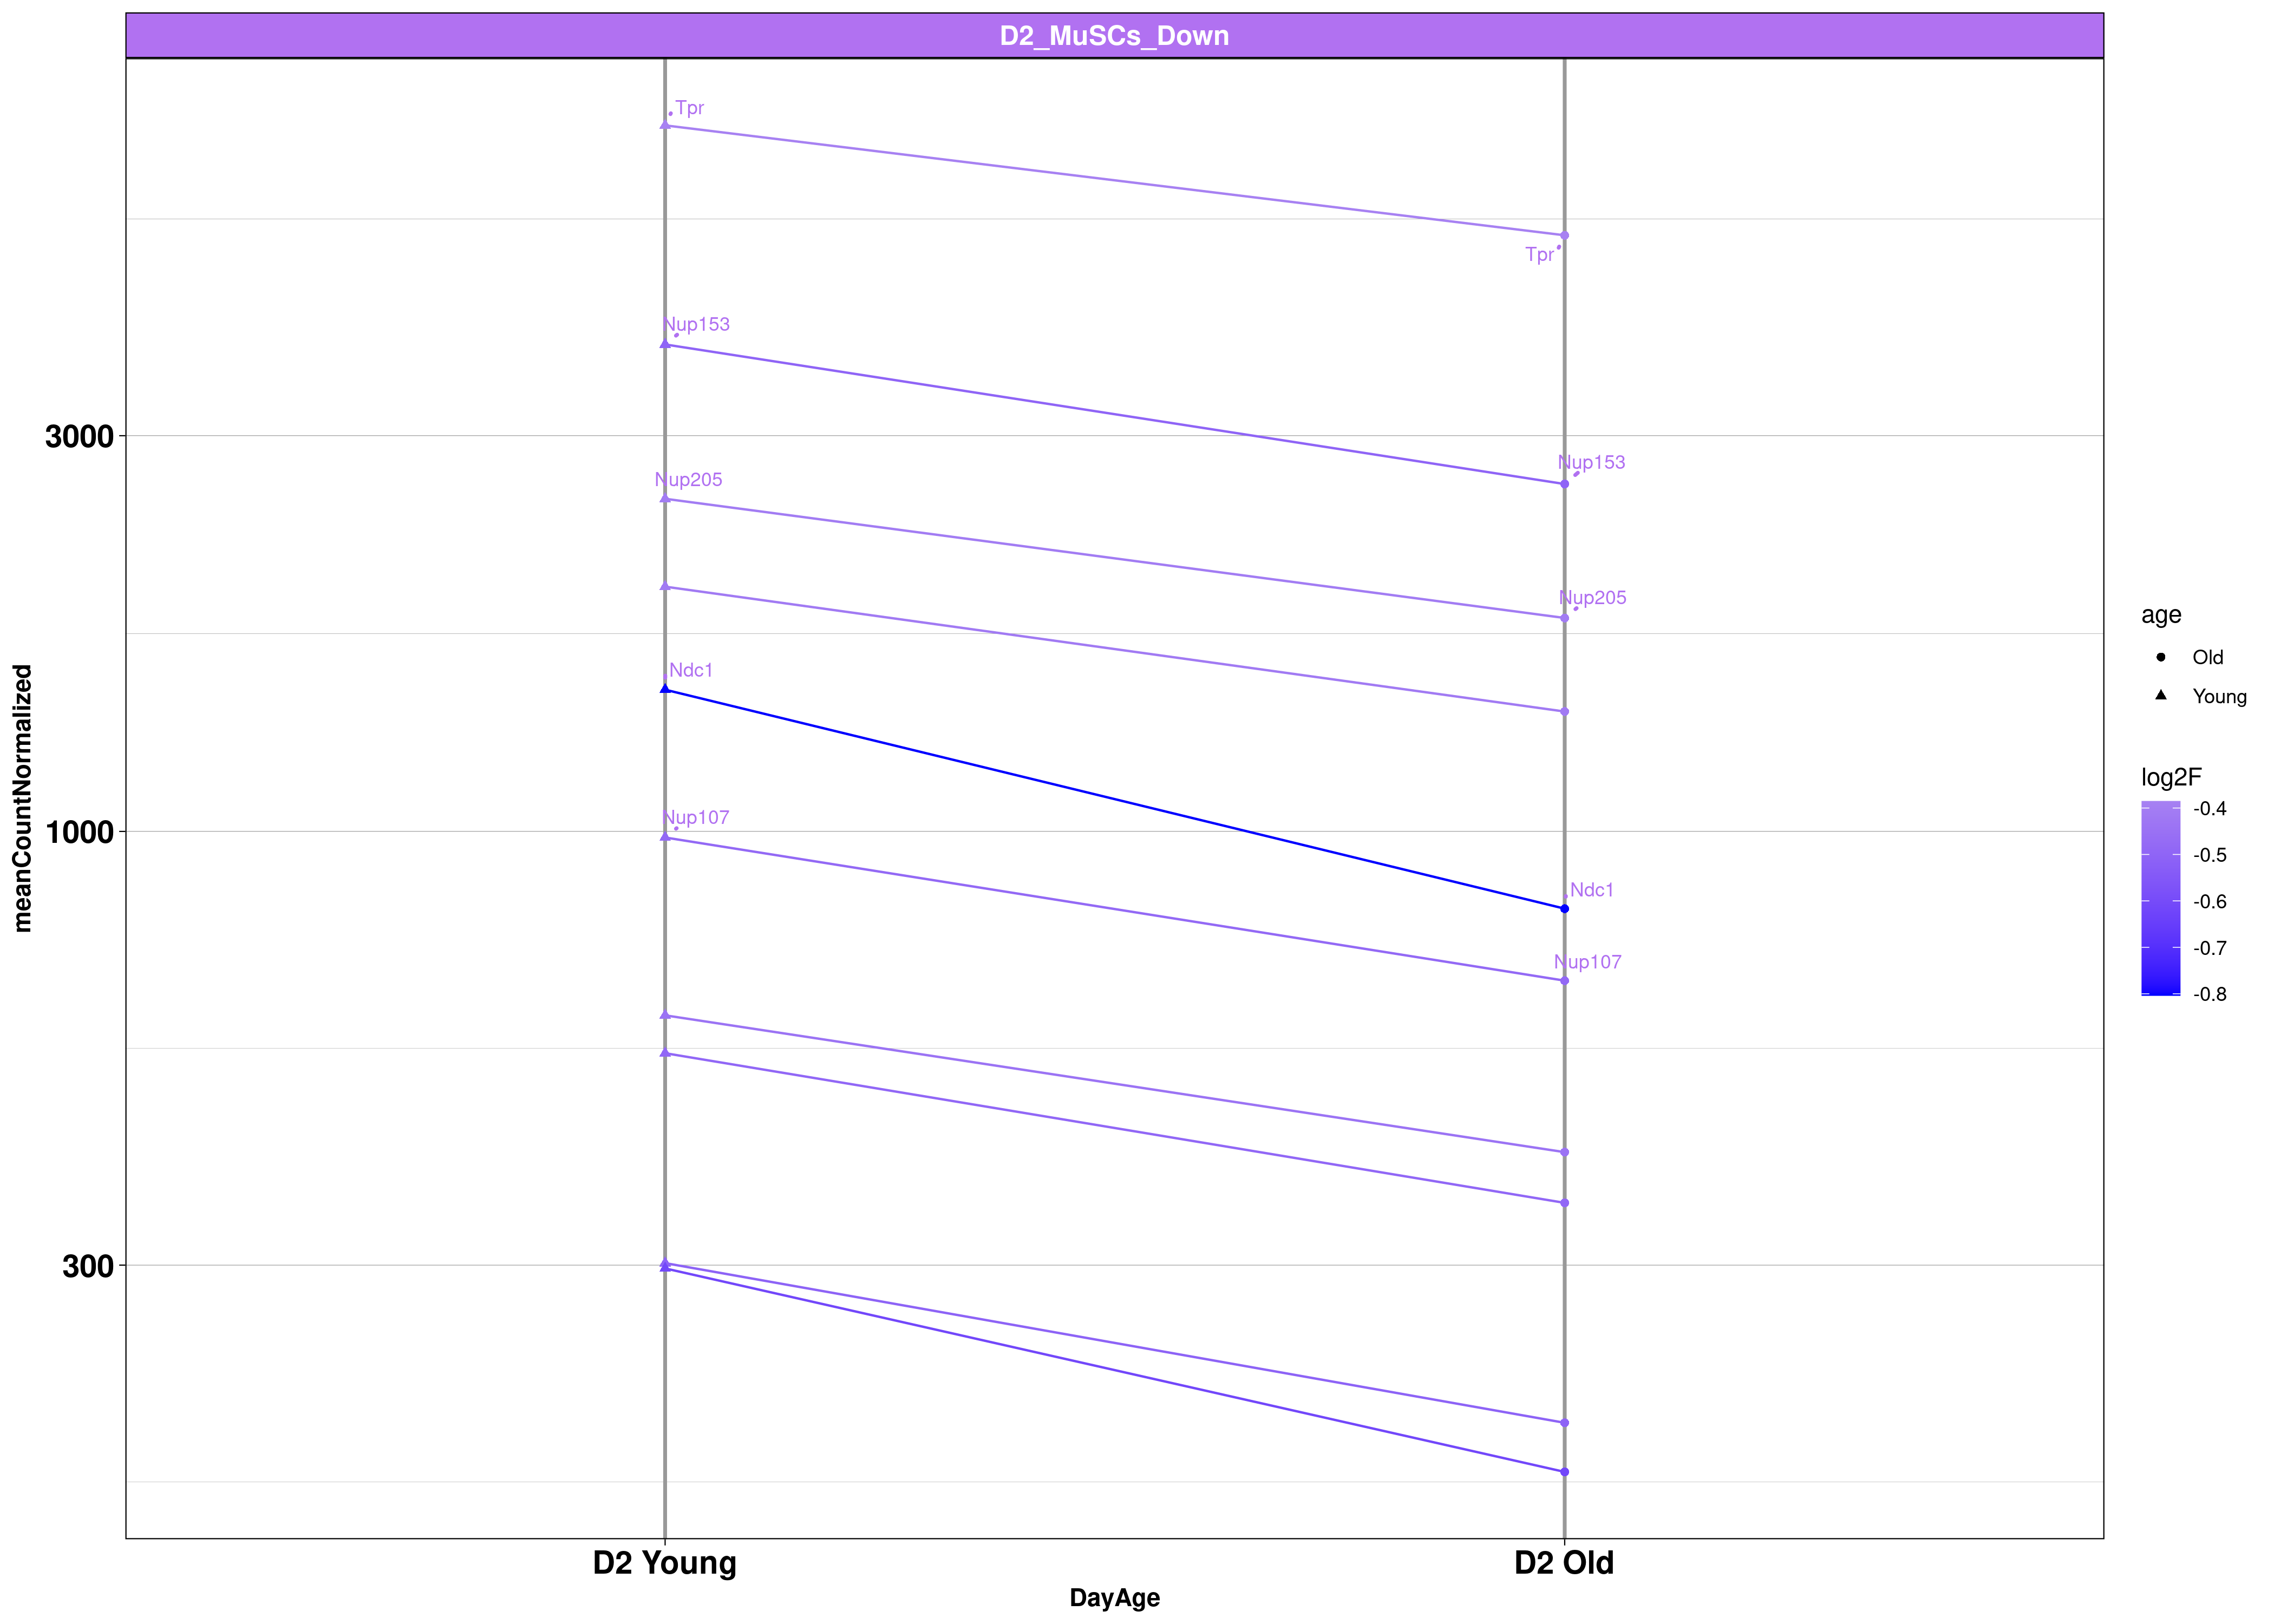 D2_MuSCs_Down
Tpr
Tpr
Nup153
3000
Nup153
Nup205
Nup205
Ndc1
Nup107
1000
Ndc1
Nup107
300
meanCountNormalized
D2 Young
D2 Old
DayAge
age
Old
Young
log2F
-0.4
-0.5
-0.6
-0.7
-0.8